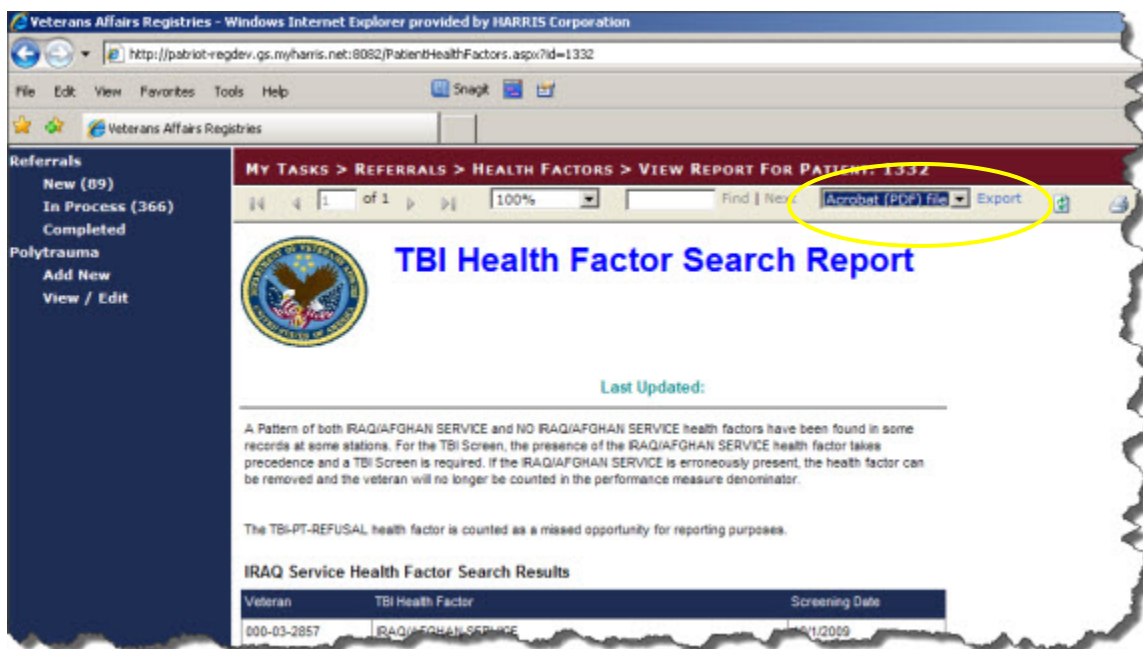 Veterans Affairs Registries - Windows Internet Explorer provided by HARRIS Corporation
http://patriot-regdev.gs.myharris.net:8082/PatientHealthFactors.aspx?id=1332
File Edit View Favorites Tools Help Snagit
Veterans Affairs Registries
Referrals
New (89)
In Process (366)
Completed
Polytrauma
Add New
View / Edit
MY TASKS > REFERRALS > HEALTH FACTORS > VIEW REPORT FOR PATIENT: 1332
1 of 1 100% Find | Next Acrobat (PDF) file Export
TBI Health Factor Search Report
Last Updated:
A Pattern of both IRAQ/AFGHAN SERVICE and NO IRAQ/AFGHAN SERVICE health factors have been found in some
records at some stations. For the TBI Screen, the presence of the IRAQ/AFGHAN SERVICE health factor takes
precedence and a TBI Screen is required. If the IRAQ/AFGHAN SERVICE is erroneously present, the health factor can
be removed and the veteran will no longer be counted in the performance measure denominator.
The TBI-PT-REFUSAL health factor is counted as a missed opportunity for reporting purposes.
IRAQ Service Health Factor Search Results
Veteran TBI Health Factor Screening Date
000-03-2857 IRAQ/AFGHAN SERVICE